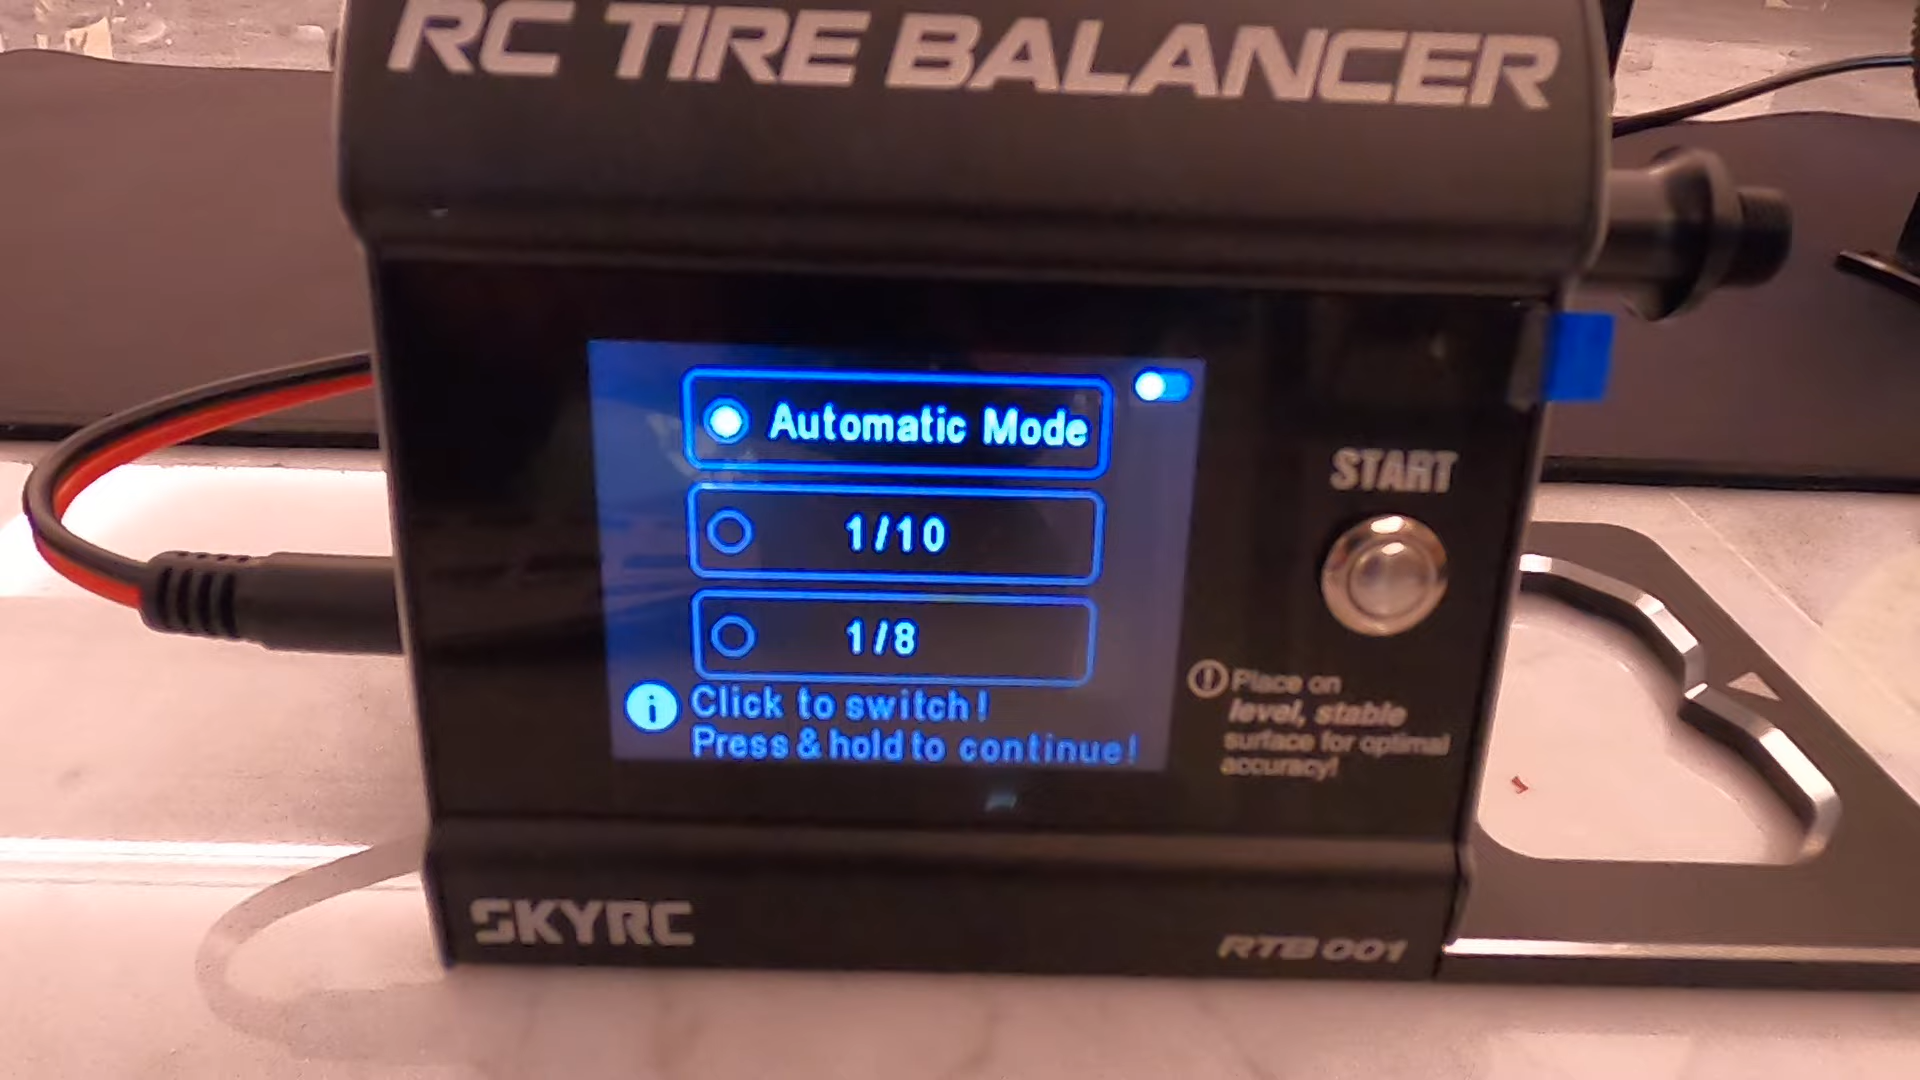 RC TIRE BALANCER
Automatic Mode
1/10
1/8
Click to switch!
Press & hold to continue!
START
Place on
level, stable
surface for optimal
accuracy!
SKYRC
RTB001